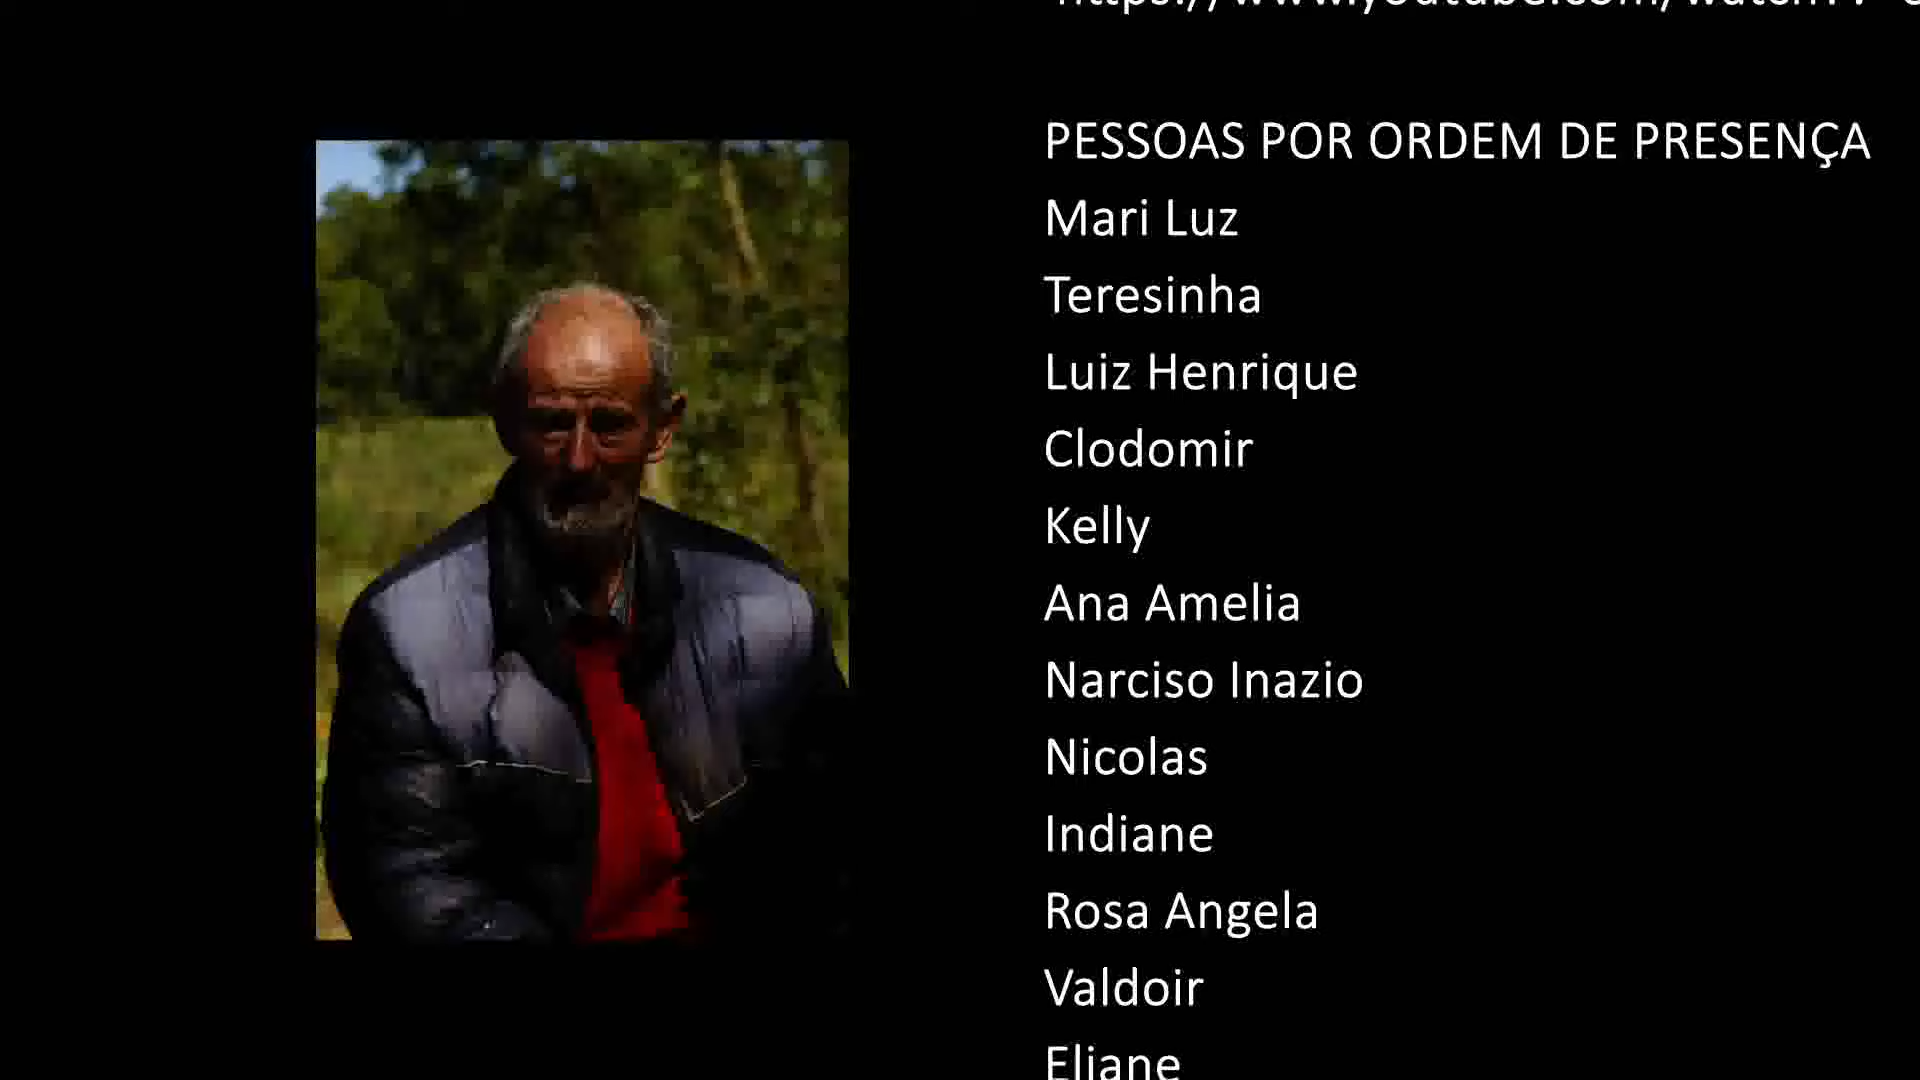 PESSOAS POR ORDEM DE PRESENÇA
Mari Luz
Teresinha
Luiz Henrique
Clodomir
Kelly
Ana Amelia
Narciso Inazio
Nicolas
Indiane
Rosa Angela
Valdoir
Eliane